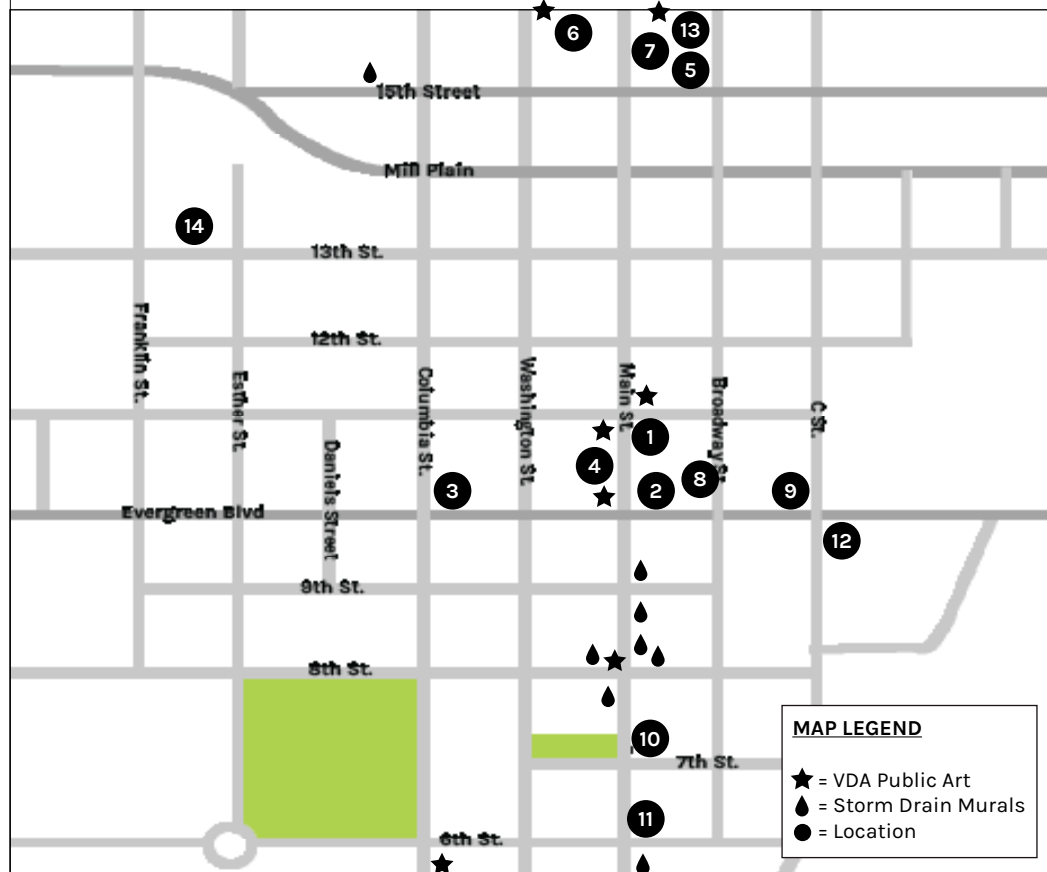 6
13
7
5
15th Street
Mill Plain
14
13th St.
Franklin St.
12th St.
Esther St.
Columbia St.
Washington St.
Main St.
Broadway St.
C St.
Daniels Street
1
4
3
2
8
9
Evergreen Blvd
12
9th St.
8th St.
10
7th St.
11
6th St.
MAP LEGEND
= VDA Public Art
= Storm Drain Murals
= Location